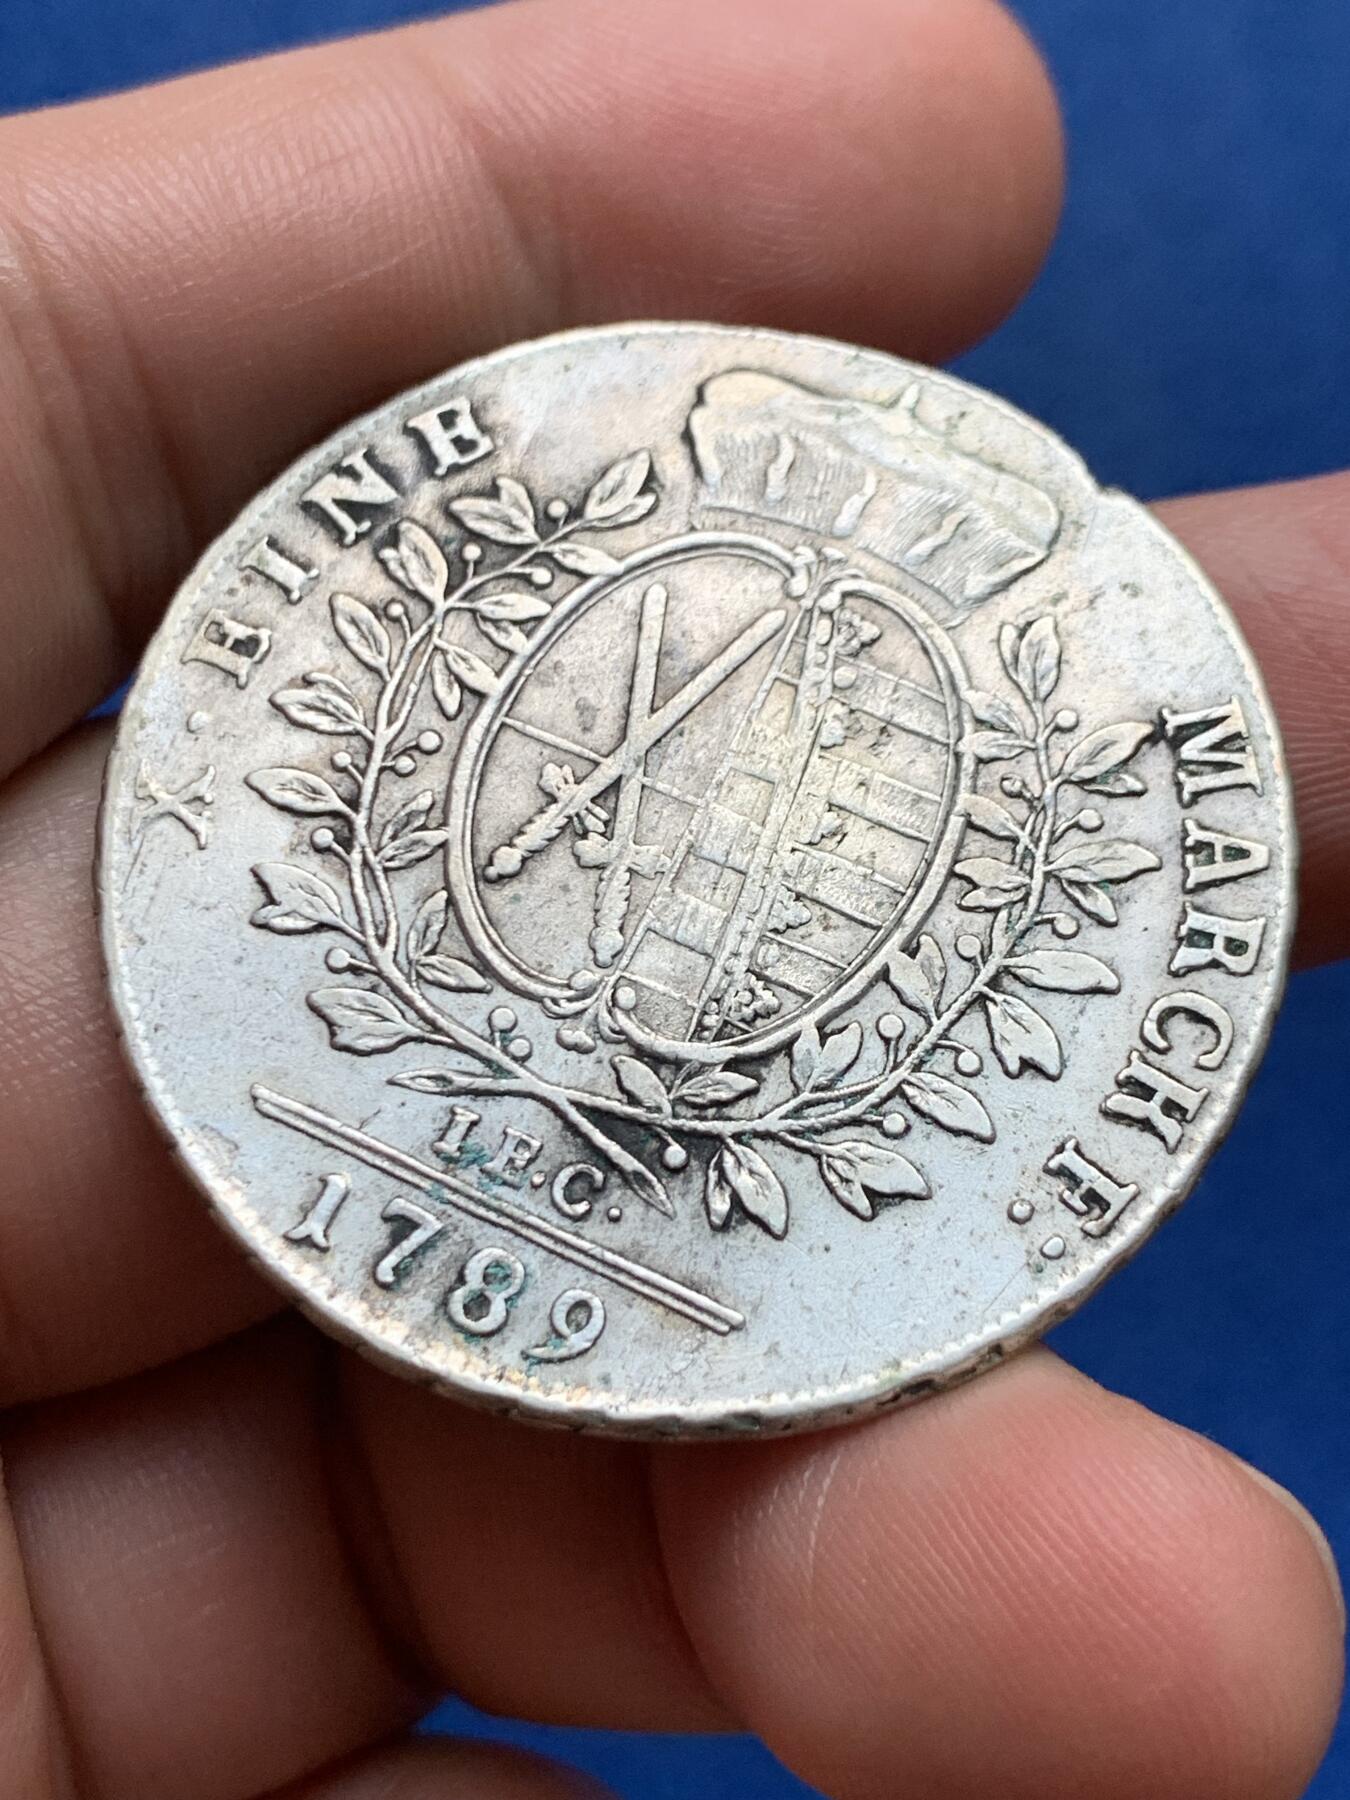 X · EINE MARCK F: 
I.E.C.
1789